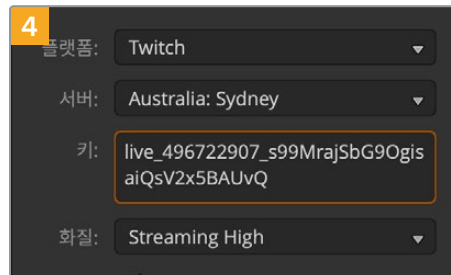 4
플랫폼: Twitch
서버: Australia: Sydney
키: live_496722907_s99MrajSbG9Ogis
aiQsV2x5BAUvQ
화질: Streaming High